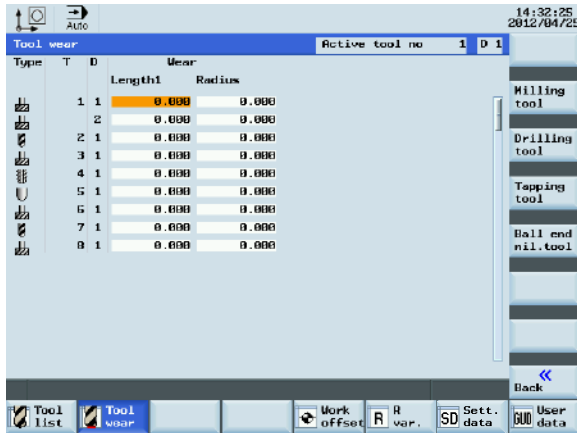 14:32:25
Auto
2012/04/25
Tool wear
Active tool no 1 D 1
Type T D Wear
Length1 Radius
1 1 0.000 0.000
2 0.000 0.000
2 1 0.000 0.000
3 1 0.000 0.000
4 1 0.000 0.000
5 1 0.000 0.000
6 1 0.000 0.000
7 1 0.000 0.000
8 1 0.000 0.000
Milling
tool
Drilling
tool
Tapping
tool
Ball end
mil.tool
«
Back
Tool
list
Tool
wear
Work
offset
R R
var.
SD Sett.
data
GUD User
data